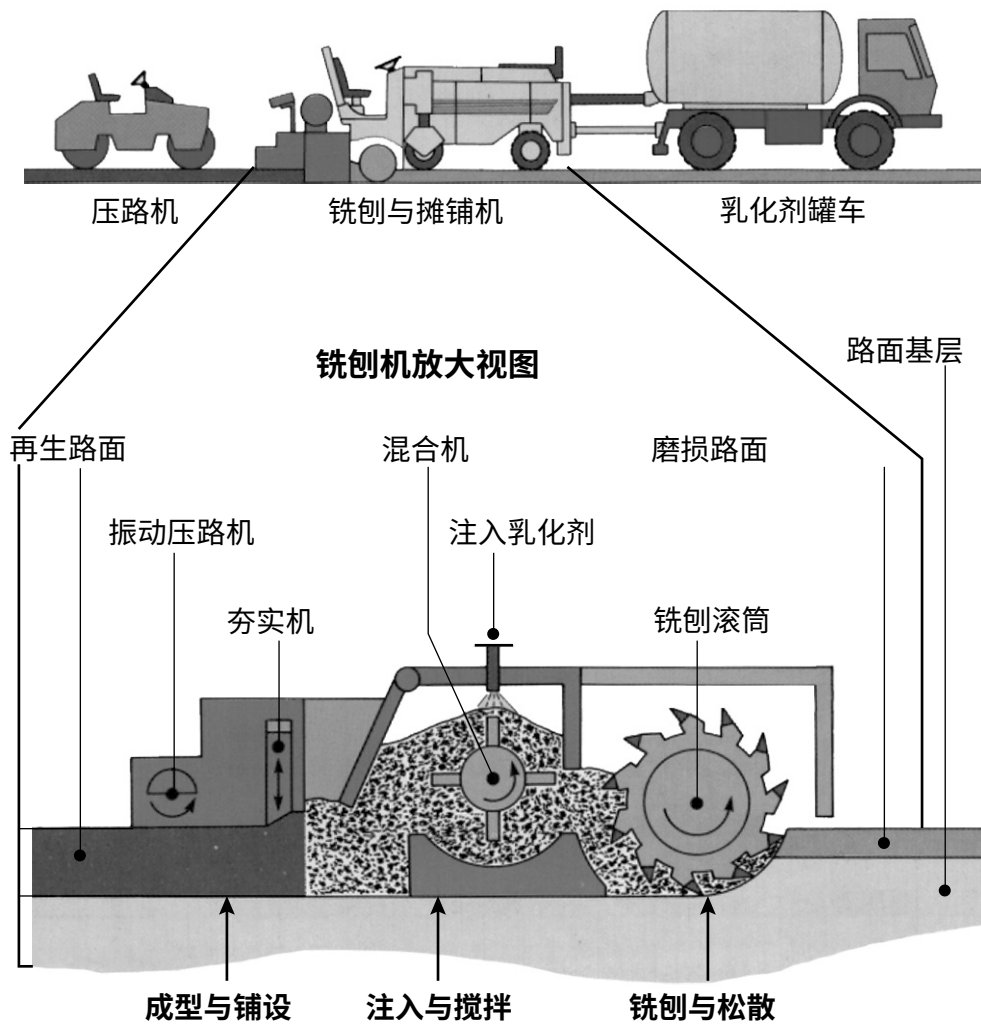 压路机
铣刨与摊铺机
乳化剂罐车
铣刨机放大视图
路面基层
再生路面
混合机
磨损路面
振动压路机
注入乳化剂
夯实机
铣刨滚筒
成型与铺设
注入与搅拌
铣刨与松散